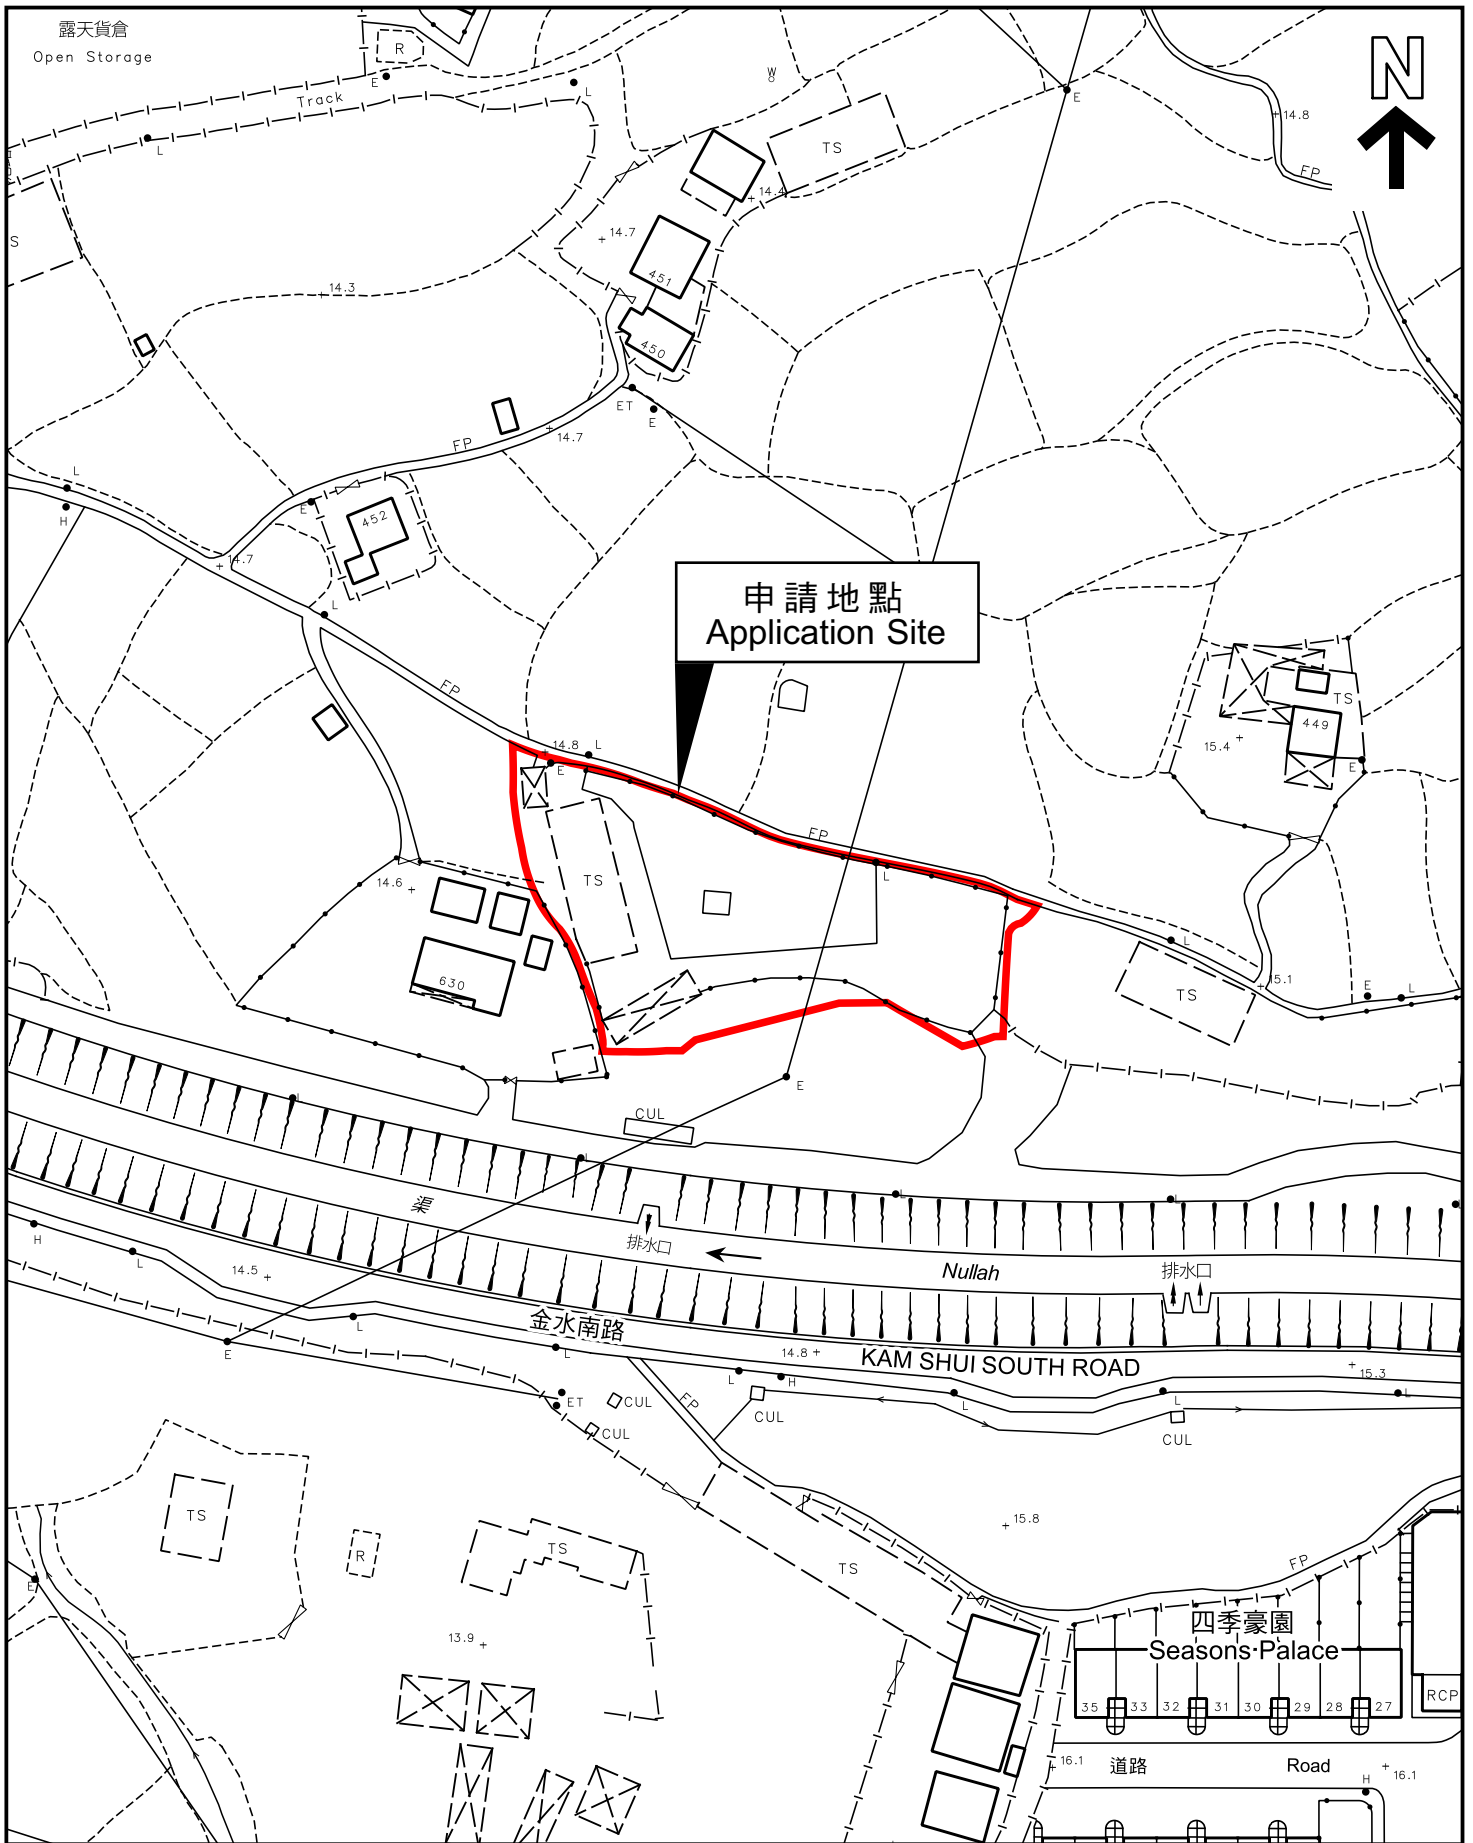 露天貨倉
Open Storage
R
E
L
Track
L
W
E
14.8
FP
TS
14.4
14.7
451
14.3
450
ET
E
14.7
FP
S
L
H
E
452
14.7
L
申請地點
Application Site
FP
14.8
L
E
TS
449
15.4
E
FP
TS
L
14.6
630
L
TS
15.1
E
L
E
CUL
L
L
L
L
渠
排水口
Nullah
排水口
H
L
14.5
L
金水南路
KAM SHUI SOUTH ROAD
14.8
15.3
E
L
L
H
L
L
L
ET
CUL
FP
CUL
CUL
CUL
TS
R
TS
TS
15.8
FP
E
13.9
四季豪園
Seasons Palace
35
33
32
31
30
29
28
27
RCP
16.1
道路
Road
16.1
H